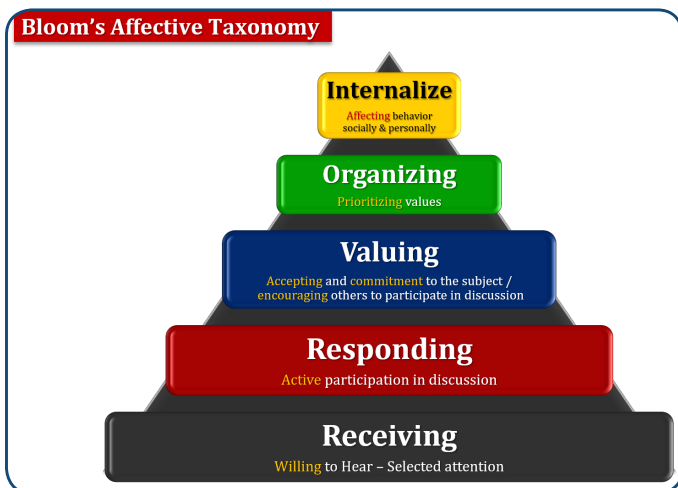 Bloom's Affective Taxonomy
Internalize
Affecting behavior
socially & personally
Organizing
Prioritizing values
Valuing
Accepting and commitment to the subject /
encouraging others to participate in discussion
Responding
Active participation in discussion
Receiving
Willing to Hear – Selected attention